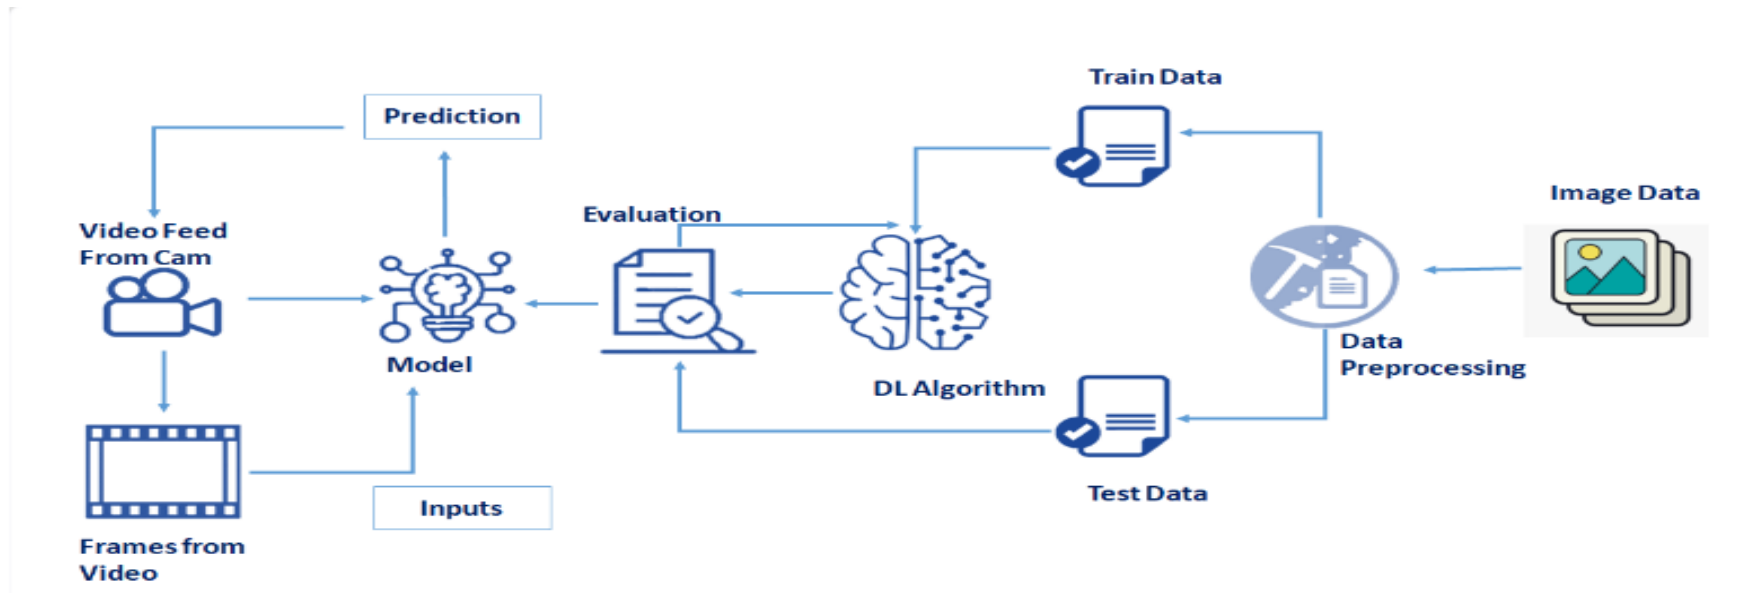 Train Data
Prediction
Image Data
Evaluation
Video Feed
From Cam
Data
Preprocessing
Model
DL Algorithm
Test Data
Inputs
Frames from
Video